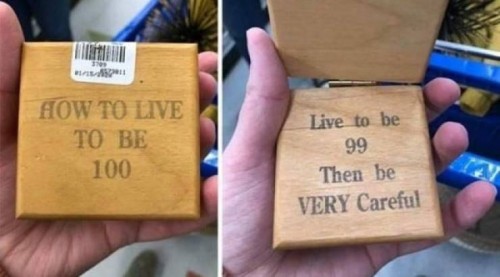 HOW TO LIVE
TO BE
100
Live to be
99
Then be
VERY Careful